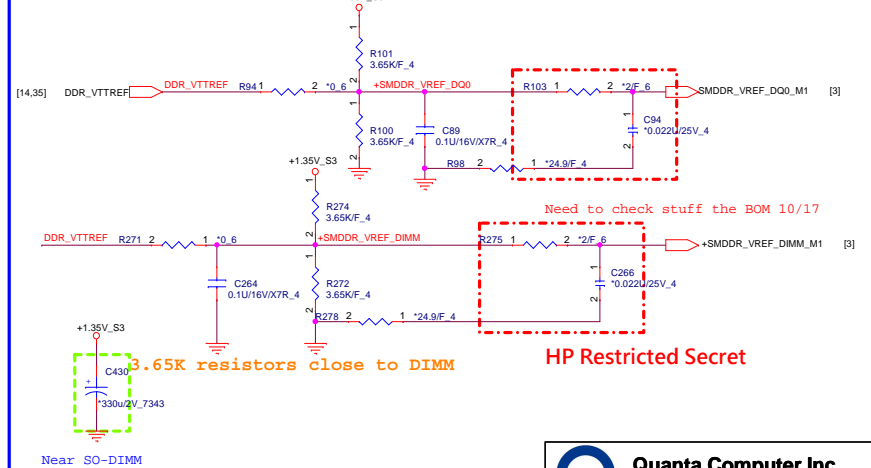 R101
3.65K/F_4
[14,35] DDR_VTTREF DDR_VTTREF R94 1 2 *0_6 +SMDDR_VREF_DQ0 R103 1 2 *2/F_6 SMDDR_VREF_DQ0_M1 [3]
R100
3.65K/F_4
C89
0.1U/16V/X7R_4
C94
*0.022U/25V_4
R98 2 1 *24.9/F_4
+1.35V_S3
R274
3.65K/F_4
Need to check stuff the BOM 10/17
DDR_VTTREF R271 2 1 *0_6 +SMDDR_VREF_DIMM R275 1 2 *2/F_6 +SMDDR_VREF_DIMM_M1 [3]
C264
0.1U/16V/X7R_4
R272
3.65K/F_4
C266
*0.022U/25V_4
R278 2 1 *24.9/F_4
+1.35V_S3
3.65K resistors close to DIMM
HP Restricted Secret
C430
+
*330u/2V_7343
Near SO-DIMM
Quanta Computer Inc